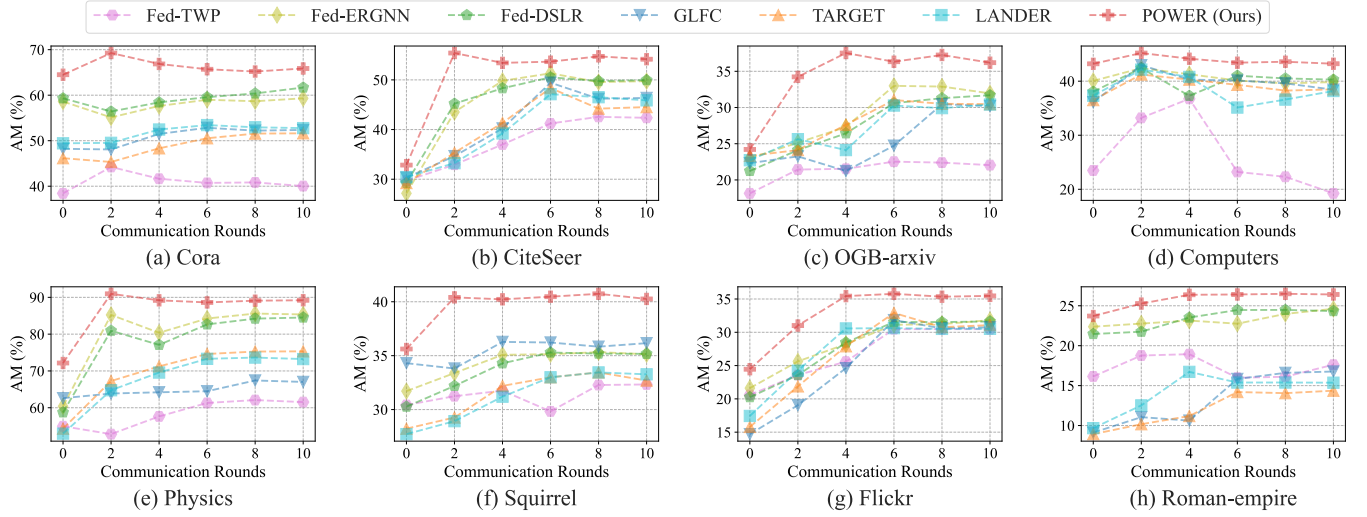 Fed-TWP Fed-ERGNN Fed-DSLR GLFC TARGET LANDER POWER (Ours)
AM (%)
70
60
50
40
0 2 4 6 8 10
Communication Rounds
(a) Cora
AM (%)
50
40
30
0 2 4 6 8 10
Communication Rounds
(b) CiteSeer
AM (%)
35
30
25
20
0 2 4 6 8 10
Communication Rounds
(c) OGB-arxiv
AM (%)
40
30
20
0 2 4 6 8 10
Communication Rounds
(d) Computers
AM (%)
90
80
70
60
0 2 4 6 8 10
Communication Rounds
(e) Physics
AM (%)
40
35
30
0 2 4 6 8 10
Communication Rounds
(f) Squirrel
AM (%)
35
30
25
20
15
0 2 4 6 8 10
Communication Rounds
(g) Flickr
AM (%)
25
20
15
10
0 2 4 6 8 10
Communication Rounds
(h) Roman-empire